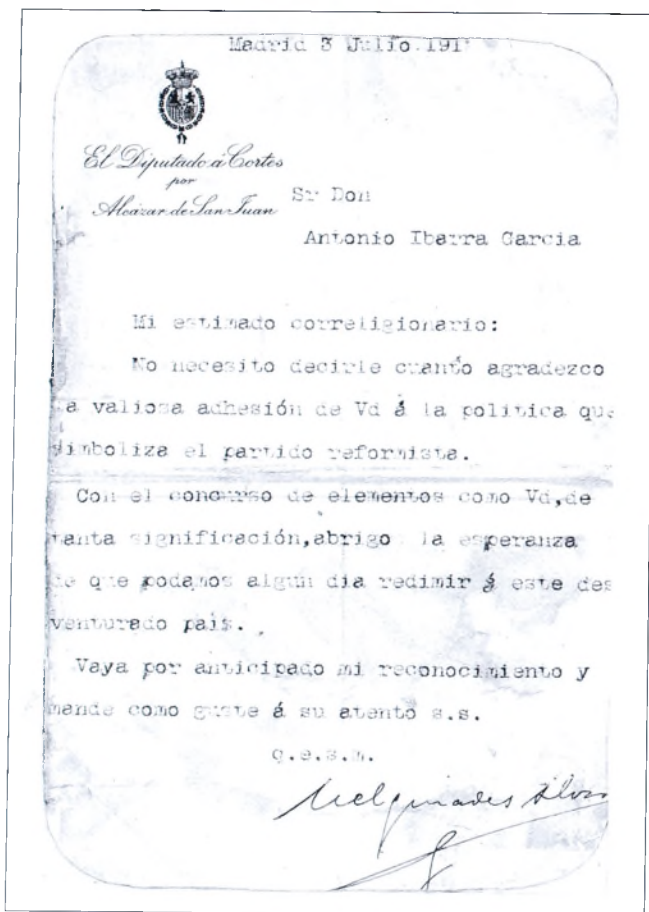 Madrid 3 Julio 191
El Diputado á Cortes
por
Alcázar de San Juan
Sr Don
Antonio Ibarra Garcia
Mi estimado correligionario:
No necesito decirle cuanto agradezco
la valiosa adhesión de Vd á la politica que
simboliza el partido reformista.
Con el concurso de elementos como Vd,de
tanta significación,abrigo la esperanza
de que podamos algún dia redimir á este des
venturado pais.
Vaya por anticipado mi reconocimiento y
mande como guste á su atento s.s.
q.e.s.m.
Melquiades Alvar